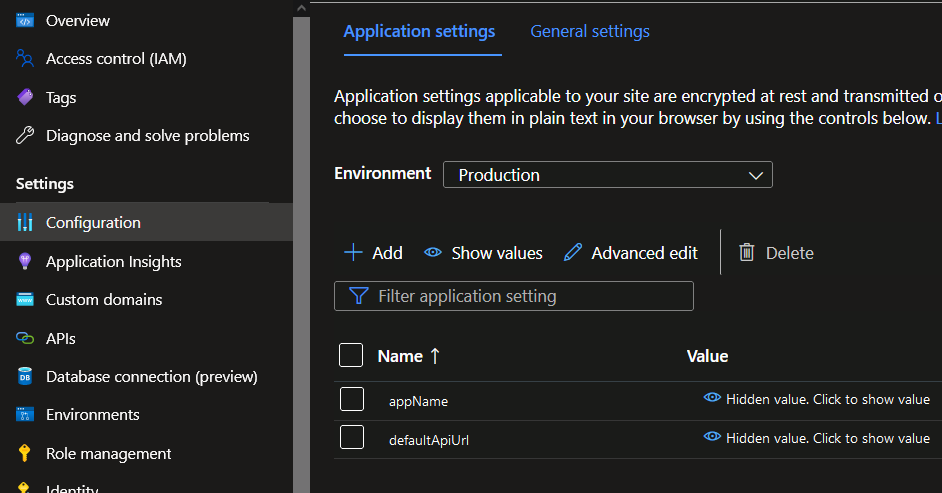 Overview
Access control (IAM)
Tags
Diagnose and solve problems
Settings
Configuration
Application Insights
Custom domains
APIs
Database connection (preview)
Environments
Role management
Identity
Application settings
General settings
Application settings applicable to your site are encrypted at rest and transmitted o
choose to display them in plain text in your browser by using the controls below. L
Environment
Production
Add
Show values
Advanced edit
Delete
Filter application setting
Name ↑
Value
appName
Hidden value. Click to show value
defaultApiUrl
Hidden value. Click to show value